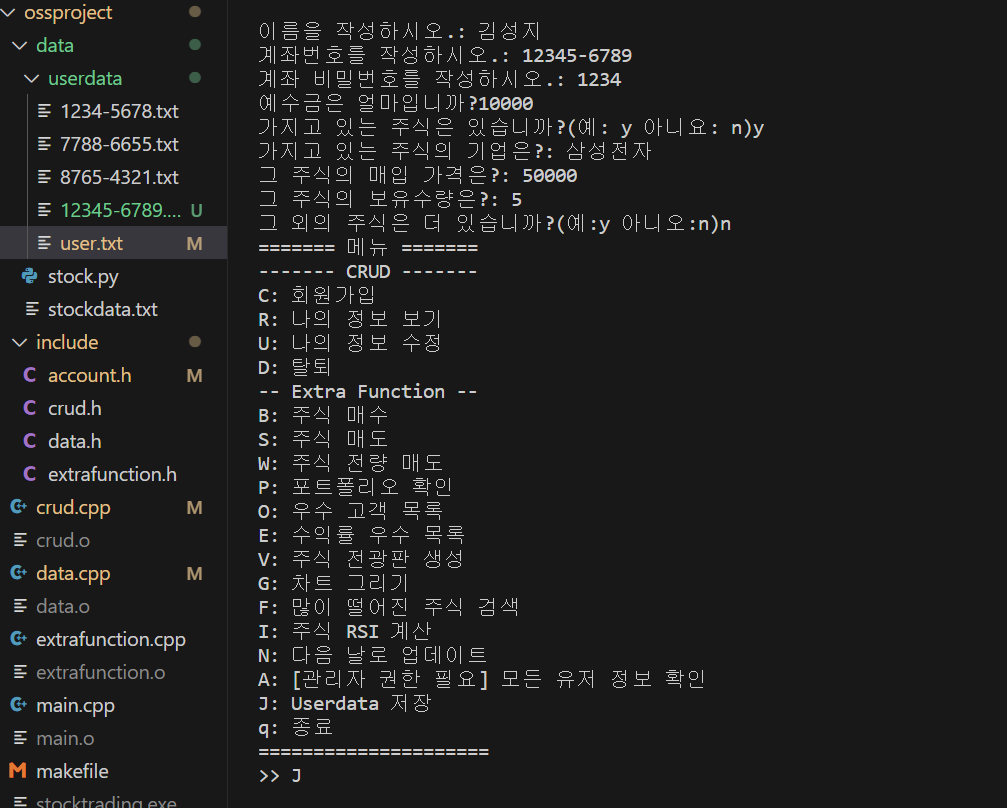 ossproject
data
userdata
1234-5678.txt
7788-6655.txt
8765-4321.txt
12345-6789.... U
user.txt M
stock.py
stockdata.txt
include
account.h M
crud.h
data.h
extrafunction.h
crud.cpp M
crud.o
data.cpp M
data.o
extrafunction.cpp
extrafunction.o
main.cpp
main.o
makefile
stocktrading.exe
이름을 작성하시오.: 김성지
계좌번호를 작성하시오.: 12345-6789
계좌 비밀번호를 작성하시오.: 1234
예수금은 얼마입니까?10000
가지고 있는 주식은 있습니까?(예: y 아니요: n)y
가지고 있는 주식의 기업은?: 삼성전자
그 주식의 매입 가격은?: 50000
그 주식의 보유수량은?: 5
그 외의 주식은 더 있습니까?(예:y 아니오:n)n
======= 메뉴 =======
------- CRUD -------
C: 회원가입
R: 나의 정보 보기
U: 나의 정보 수정
D: 탈퇴
-- Extra Function --
B: 주식 매수
S: 주식 매도
W: 주식 전량 매도
P: 포트폴리오 확인
O: 우수 고객 목록
E: 수익률 우수 목록
V: 주식 전광판 생성
G: 차트 그리기
F: 많이 떨어진 주식 검색
I: 주식 RSI 계산
N: 다음 날로 업데이트
A: [관리자 권한 필요] 모든 유저 정보 확인
J: Userdata 저장
q: 종료
=====================
>> J